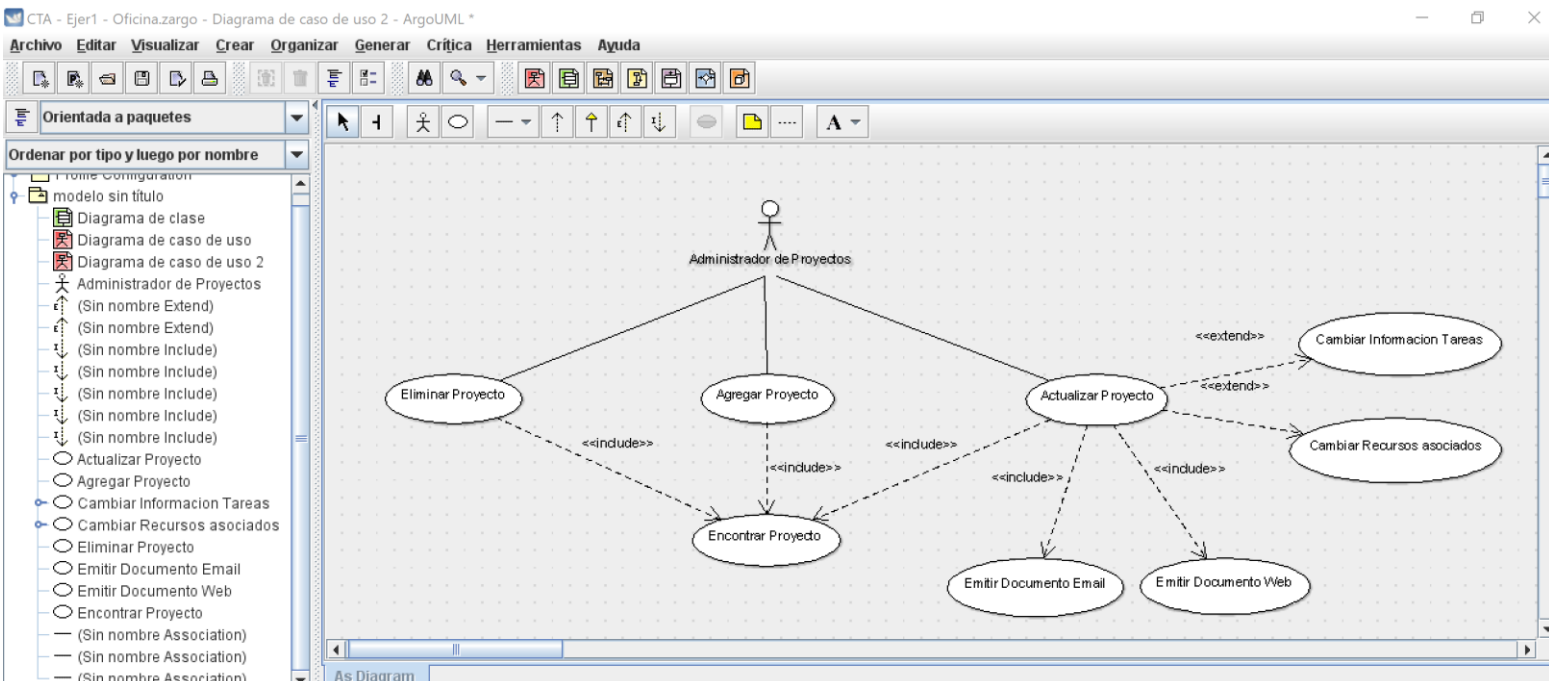 CTA - Ejer1 - Oficina.zargo - Diagrama de caso de uso 2 - ArgoUML *
Archivo Editar Visualizar Crear Organizar Generar Crítica Herramientas Ayuda
Orientada a paquetes
A
Ordenar por tipo y luego por nombre
Profile Configuration
modelo sin título
Diagrama de clase
Diagrama de caso de uso
Diagrama de caso de uso 2
Administrador de Proyectos
(Sin nombre Extend)
(Sin nombre Extend)
(Sin nombre Include)
(Sin nombre Include)
(Sin nombre Include)
(Sin nombre Include)
(Sin nombre Include)
Actualizar Proyecto
Agregar Proyecto
Cambiar Informacion Tareas
Cambiar Recursos asociados
Eliminar Proyecto
Emitir Documento Email
Emitir Documento Web
Encontrar Proyecto
(Sin nombre Association)
(Sin nombre Association)
(Sin nombre Association)
Administrador de Proyectos
<<extend>>
Cambiar Informacion Tareas
<<extend>>
Eliminar Proyecto
Agregar Proyecto
Actualizar Proyecto
<<include>>
<<include>>
Cambiar Recursos asociados
<<include>>
<<include>>
<<include>>
Encontrar Proyecto
Emitir Documento Email
Emitir Documento Web
As Diagram